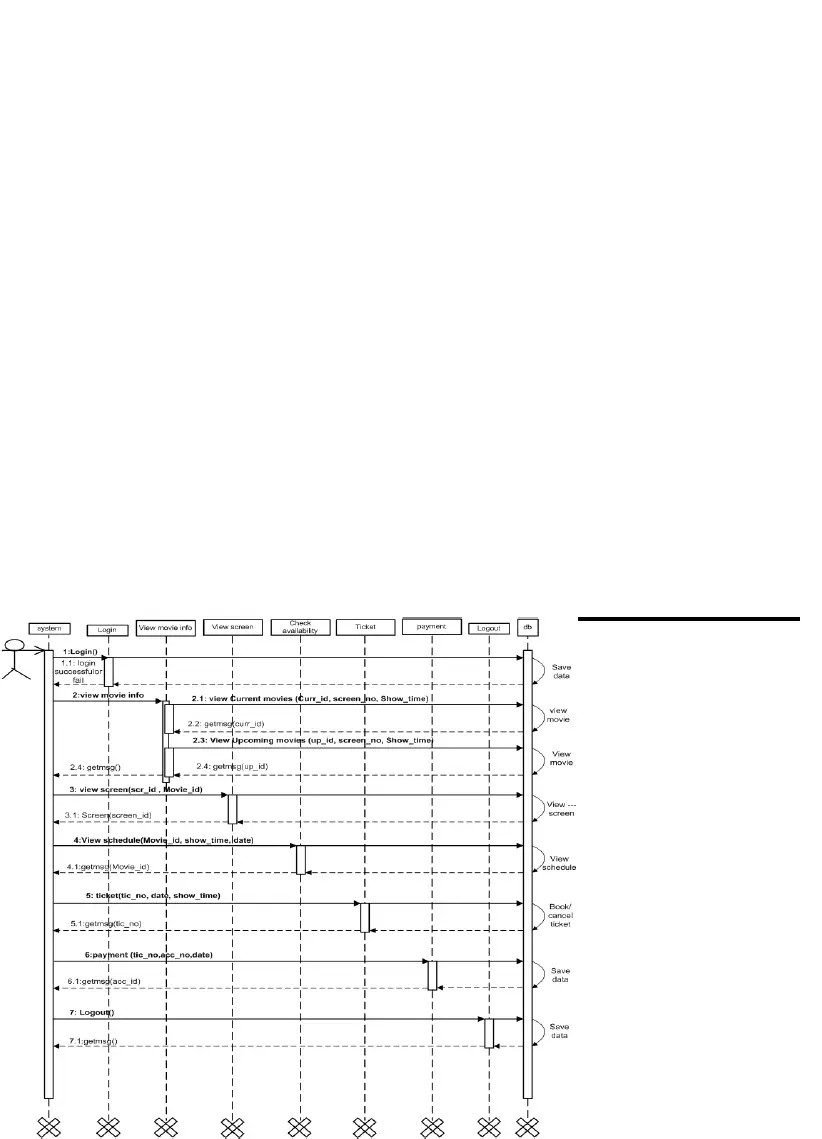 system
Login
View movie info
View screen
Check
availability
Ticket
payment
Logout
db
1:Login()
1.1: login
successfulor
fail
Save
data
2:view movie info
2.1: view Current movies (Curr_id, screen_no, Show_time)
2.2: getmsg(curr_id)
view
movie
2.3: View Upcoming movies (up_id, screen_no, Show_time)
2.4: getmsg()
2.4: getmsg(up_id)
View
movie
3: view screen(scr_id , Movie_id)
3.1: Screen(screen_id)
View ---
screen
4:View schedule(Movie_id, show_time, date)
4.1:getmsg(Movie_id)
View
schedule
5: ticket(tic_no, date, show_time)
5.1:getmsg(tic_no)
Book/
cancel
ticket
6:payment (tic_no,acc_no,date)
6.1:getmsg(acc_id)
Save
data
7: Logout()
7.1:getmsg()
Save
data